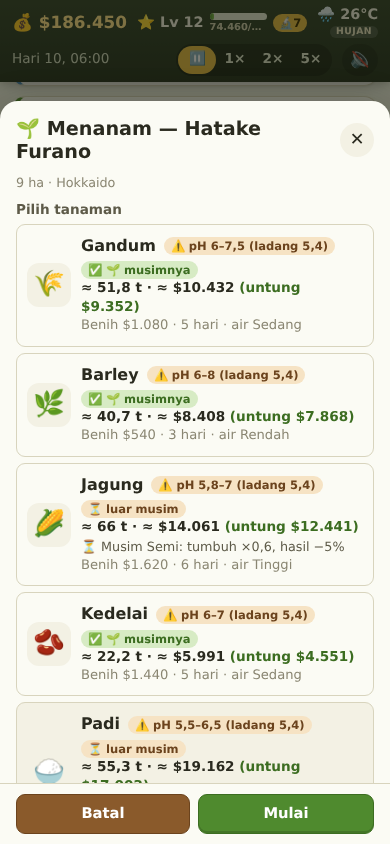 $186.450 Lv 12 74.460/... 7 26°C
HUJAN
Hari 10, 06:00 1× 2× 5×
Menanam — Hatake Furano
9 ha · Hokkaido
Pilih tanaman
Gandum pH 6–7,5 (ladang 5,4)
musimnya
≈ 51,8 t · ≈ $10.432 (untung
$9.352)
Benih $1.080 · 5 hari · air Sedang
Barley pH 6–8 (ladang 5,4)
musimnya
≈ 40,7 t · ≈ $8.408 (untung $7.868)
Benih $540 · 3 hari · air Rendah
Jagung pH 5,8–7 (ladang 5,4)
luar musim
≈ 66 t · ≈ $14.061 (untung $12.441)
Musim Semi: tumbuh ×0,6, hasil −5%
Benih $1.620 · 6 hari · air Tinggi
Kedelai pH 6–7 (ladang 5,4)
musimnya
≈ 22,2 t · ≈ $5.991 (untung $4.551)
Benih $1.440 · 5 hari · air Sedang
Padi pH 5,5–6,5 (ladang 5,4)
luar musim
≈ 55,3 t · ≈ $19.162 (untung
Batal Mulai